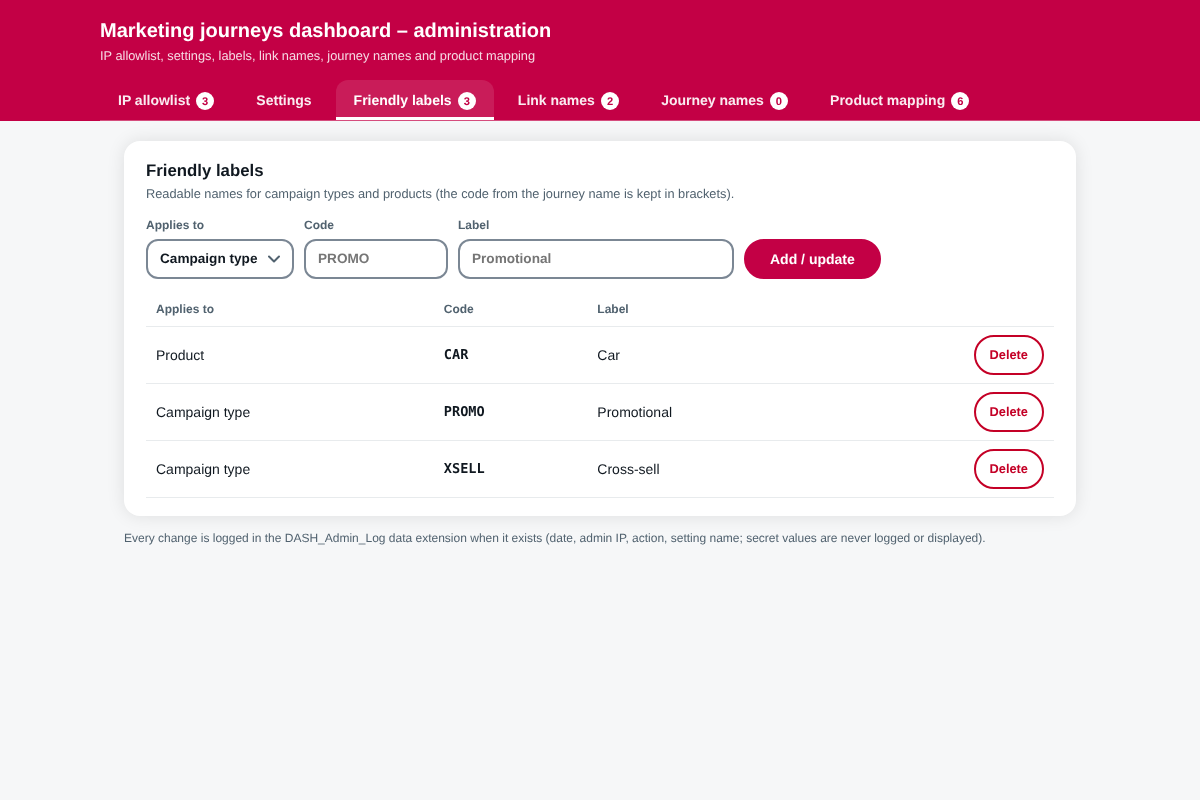 Marketing journeys dashboard – administration
IP allowlist, settings, labels, link names, journey names and product mapping
IP allowlist 3 Settings Friendly labels 3 Link names 2 Journey names 0 Product mapping 6
Friendly labels
Readable names for campaign types and products (the code from the journey name is kept in brackets).
Applies to Code Label
Campaign type PROMO Promotional Add / update
Applies to Code Label
Product CAR Car Delete
Campaign type PROMO Promotional Delete
Campaign type XSELL Cross-sell Delete
Every change is logged in the DASH_Admin_Log data extension when it exists (date, admin IP, action, setting name; secret values are never logged or displayed).